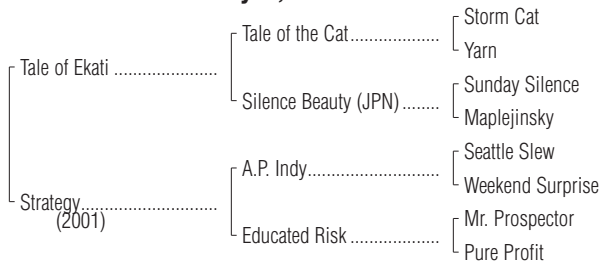 Storm Cat
Tale of the Cat...................
Yarn
Tale of Ekati ......................
Sunday Silence
Silence Beauty (JPN)........
Maplejinsky
Seattle Slew
A.P. Indy............................
Weekend Surprise
Strategy.............................
(2001)
Mr. Prospector
Educated Risk ...................
Pure Profit